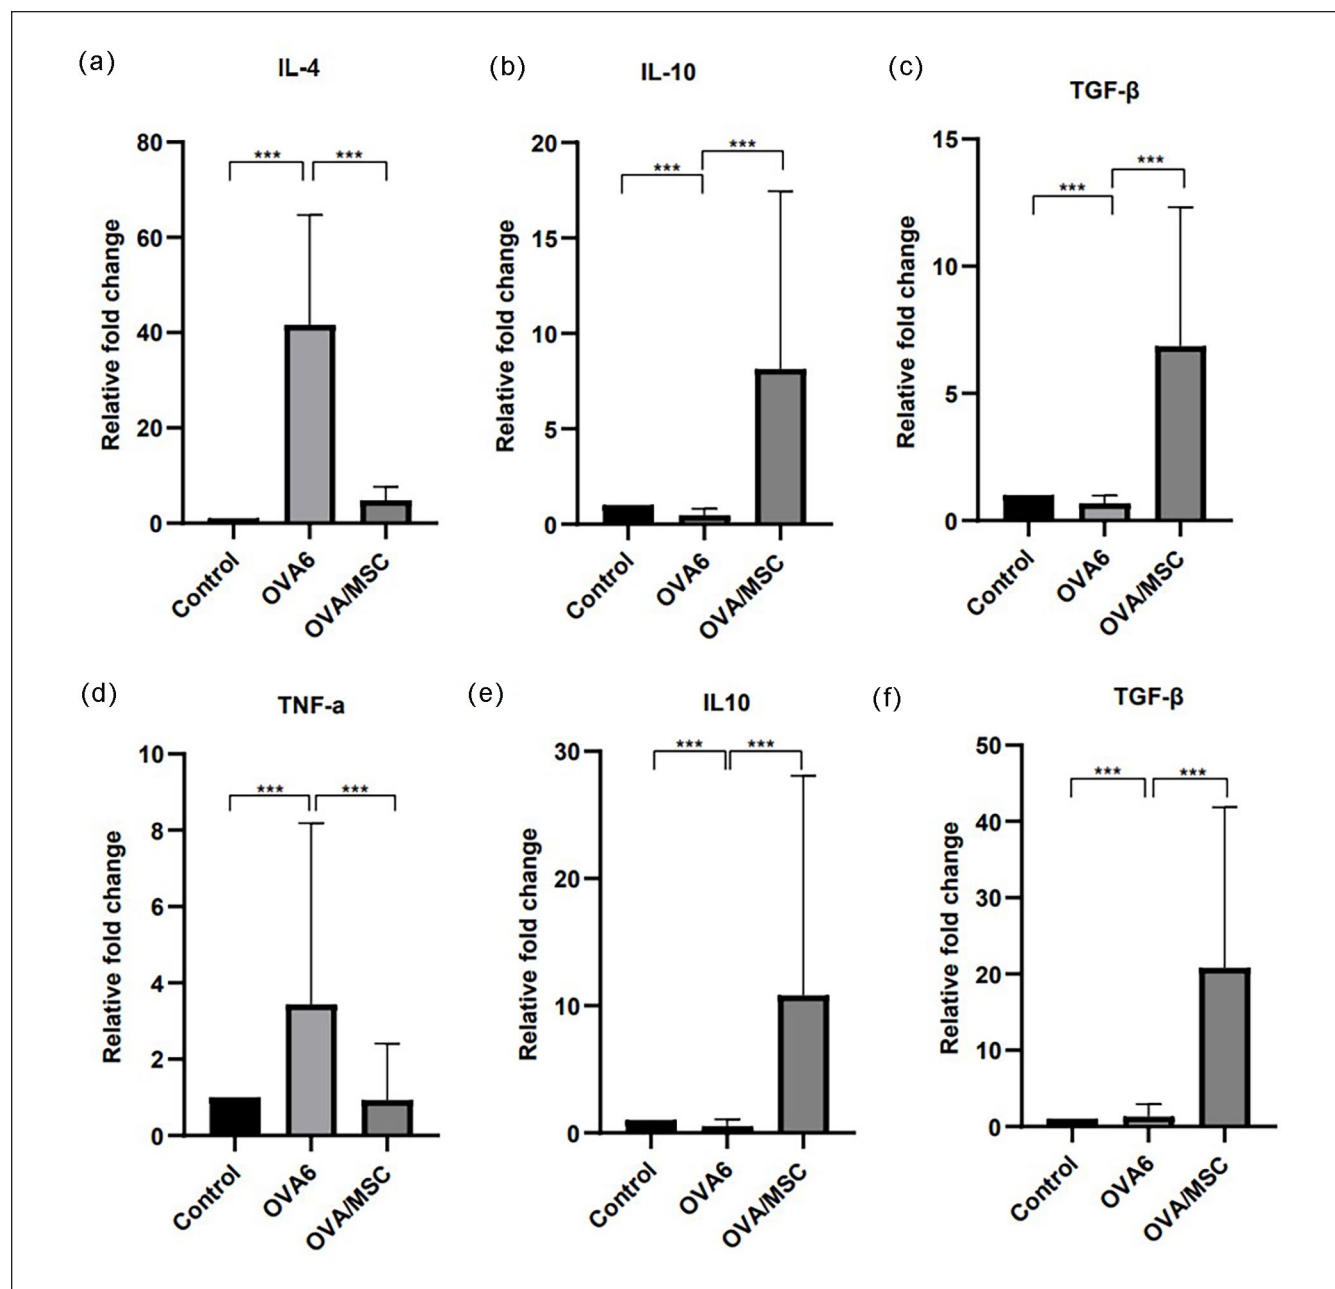 (a) IL-4
80
60
40
20
0
Relative fold change
*** ***
Control OVA6 OVA/MSC
(b) IL-10
20
15
10
5
0
Relative fold change
*** ***
Control OVA6 OVA/MSC
(c) TGF-β
15
10
5
0
Relative fold change
*** ***
Control OVA6 OVA/MSC
(d) TNF-a
10
8
6
4
2
0
Relative fold change
*** ***
Control OVA6 OVA/MSC
(e) IL10
30
20
10
0
Relative fold change
*** ***
Control OVA6 OVA/MSC
(f) TGF-β
50
40
30
20
10
0
Relative fold change
*** ***
Control OVA6 OVA/MSC